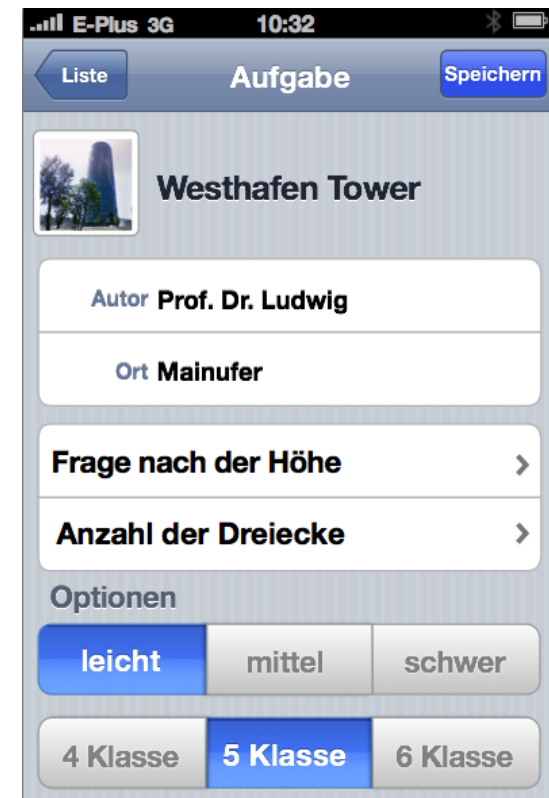 E-Plus 3G 10:32
Liste Aufgabe Speichern
Westhafen Tower
Autor Prof. Dr. Ludwig
Ort Mainufer
Frage nach der Höhe
Anzahl der Dreiecke
Optionen
leicht mittel schwer
4 Klasse 5 Klasse 6 Klasse